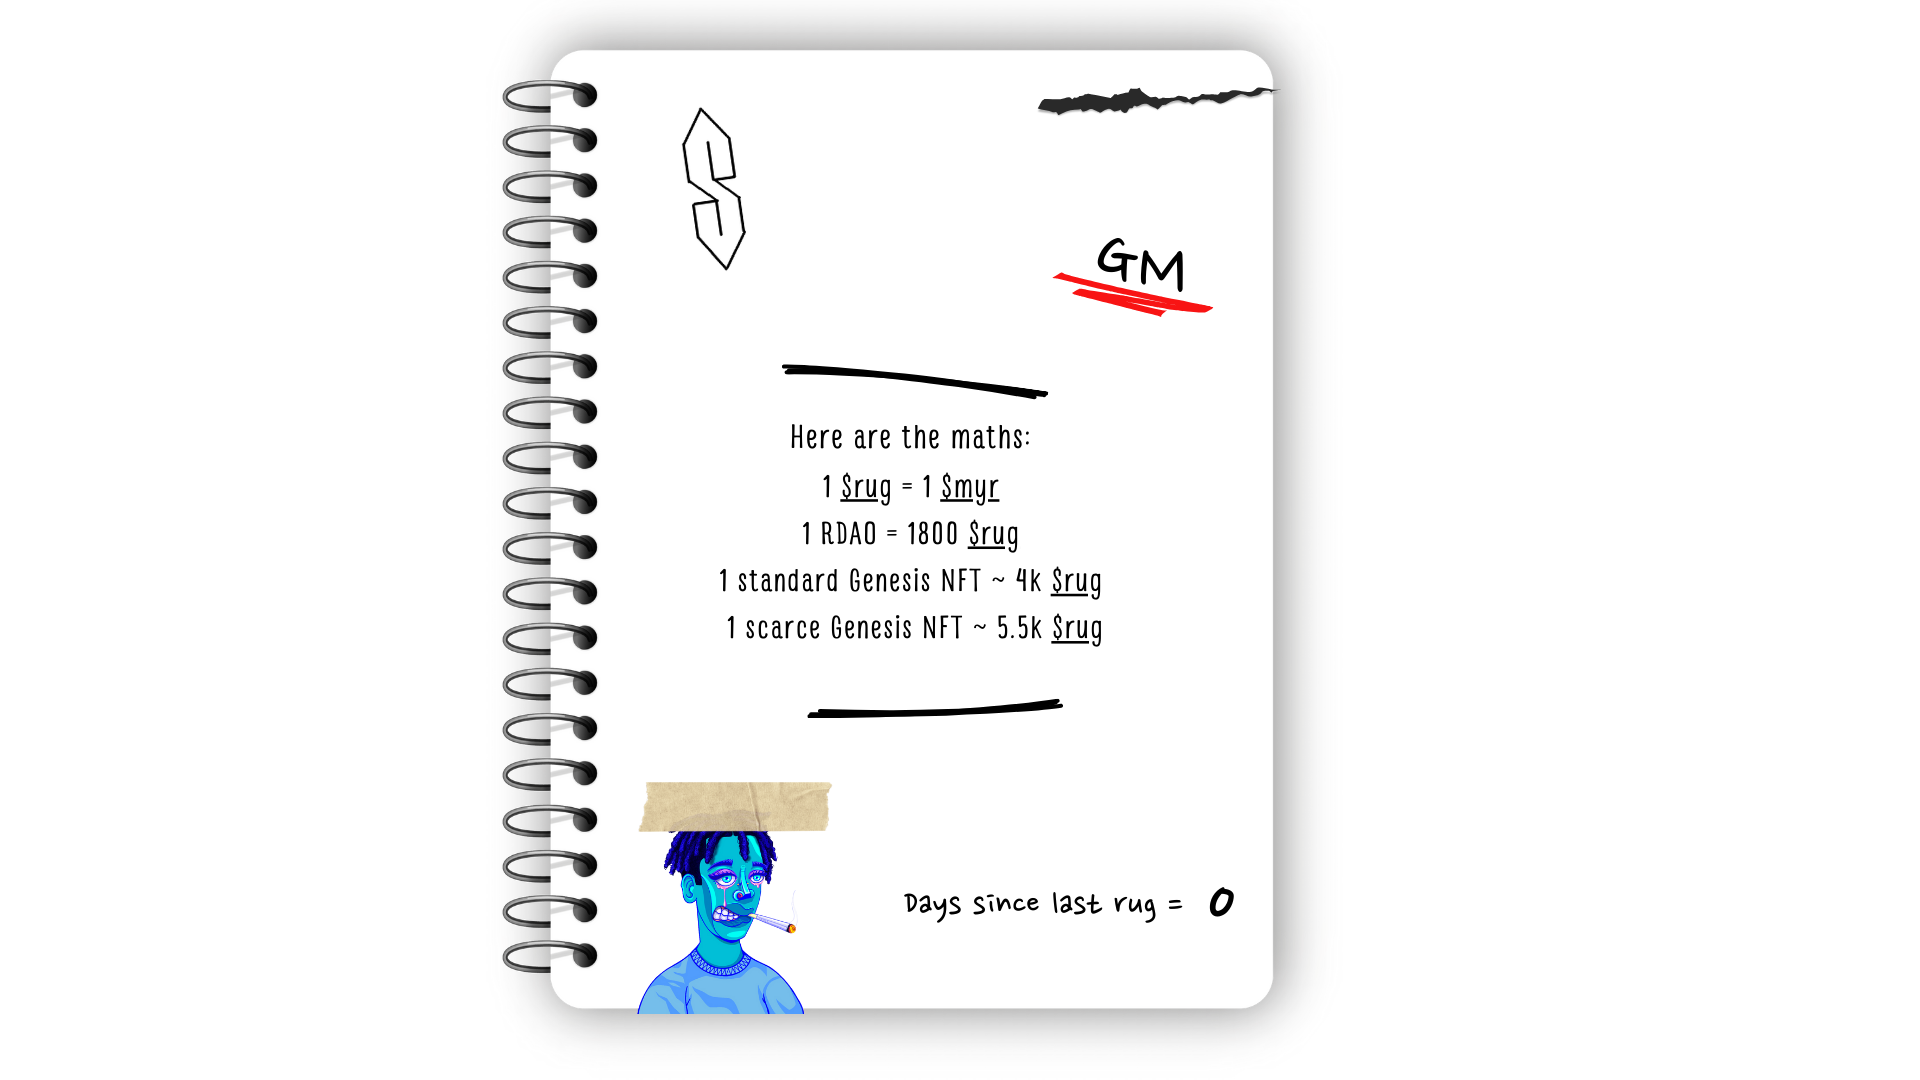 GM
Here are the maths:
1 $rug = 1 $myr
1 RDAO = 1800 $rug
1 standard Genesis NFT ~ 4k $rug
1 scarce Genesis NFT ~ 5.5k $rug
Days since last rug = 0